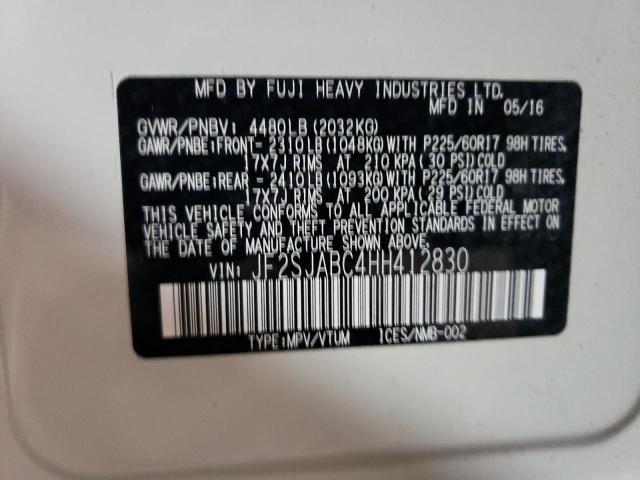 MFD BY FUJI HEAVY INDUSTRIES LTD.
MFD IN 05/16
GVWR/PNBV: 4480LB(2032KG)
GAWR/PNBE:FRONT- 2310LB(1048KG)WITH P225/60R17 98H TIRES,
17X7J RIMS AT 210 KPA(30 PSI)COLD
GAWR/PNBE:REAR - 2410LB(1093KG)WITH P225/60R17 98H TIRES,
17X7J RIMS AT 200 KPA(29 PSI)COLD
THIS VEHICLE CONFORMS TO ALL APPLICABLE FEDERAL MOTOR
VEHICLE SAFETY AND THEFT PREVENTION STANDARDS IN EFFECT ON
THE DATE OF MANUFACTURE SHOWN ABOVE.
VIN: JF2SJABC4HH412830
TYPE:MPV/VTUM ICES/NMB-002